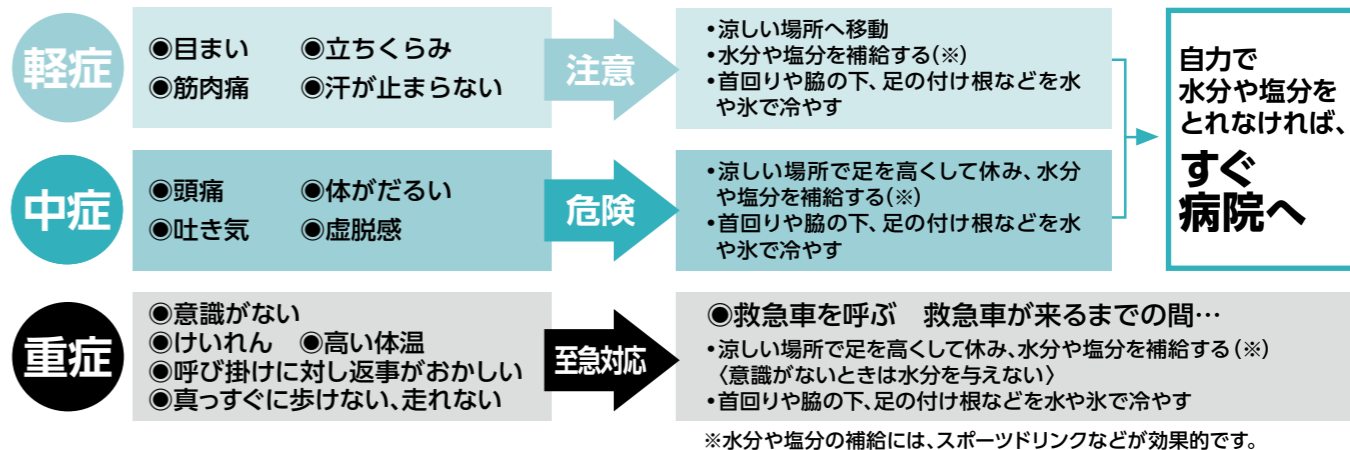 軽症
◉目まい ◉立ちくらみ
◉筋肉痛 ◉汗が止まらない
注意
•涼しい場所へ移動
•水分や塩分を補給する(※)
•首回りや脇の下、足の付け根などを水
や氷で冷やす
中症
◉頭痛 ◉体がだるい
◉吐き気 ◉虚脱感
危険
•涼しい場所で足を高くして休み、水分
や塩分を補給する(※)
•首回りや脇の下、足の付け根などを水
や氷で冷やす
自力で
水分や塩分を
とれなければ、
すぐ
病院へ
重症
◉意識がない
◉けいれん ◉高い体温
◉呼び掛けに対し返事がおかしい
◉真っすぐに歩けない、走れない
至急対応
◉救急車を呼ぶ 救急車が来るまでの間…
•涼しい場所で足を高くして休み、水分や塩分を補給する(※)
〈意識がないときは水分を与えない〉
•首回りや脇の下、足の付け根などを水や氷で冷やす
※水分や塩分の補給には、スポーツドリンクなどが効果的です。